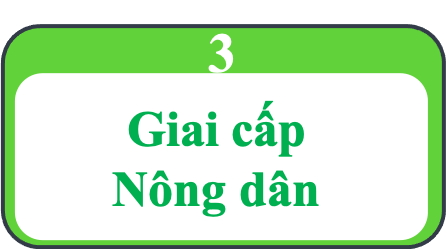 3
Giai cấp
Nông dân